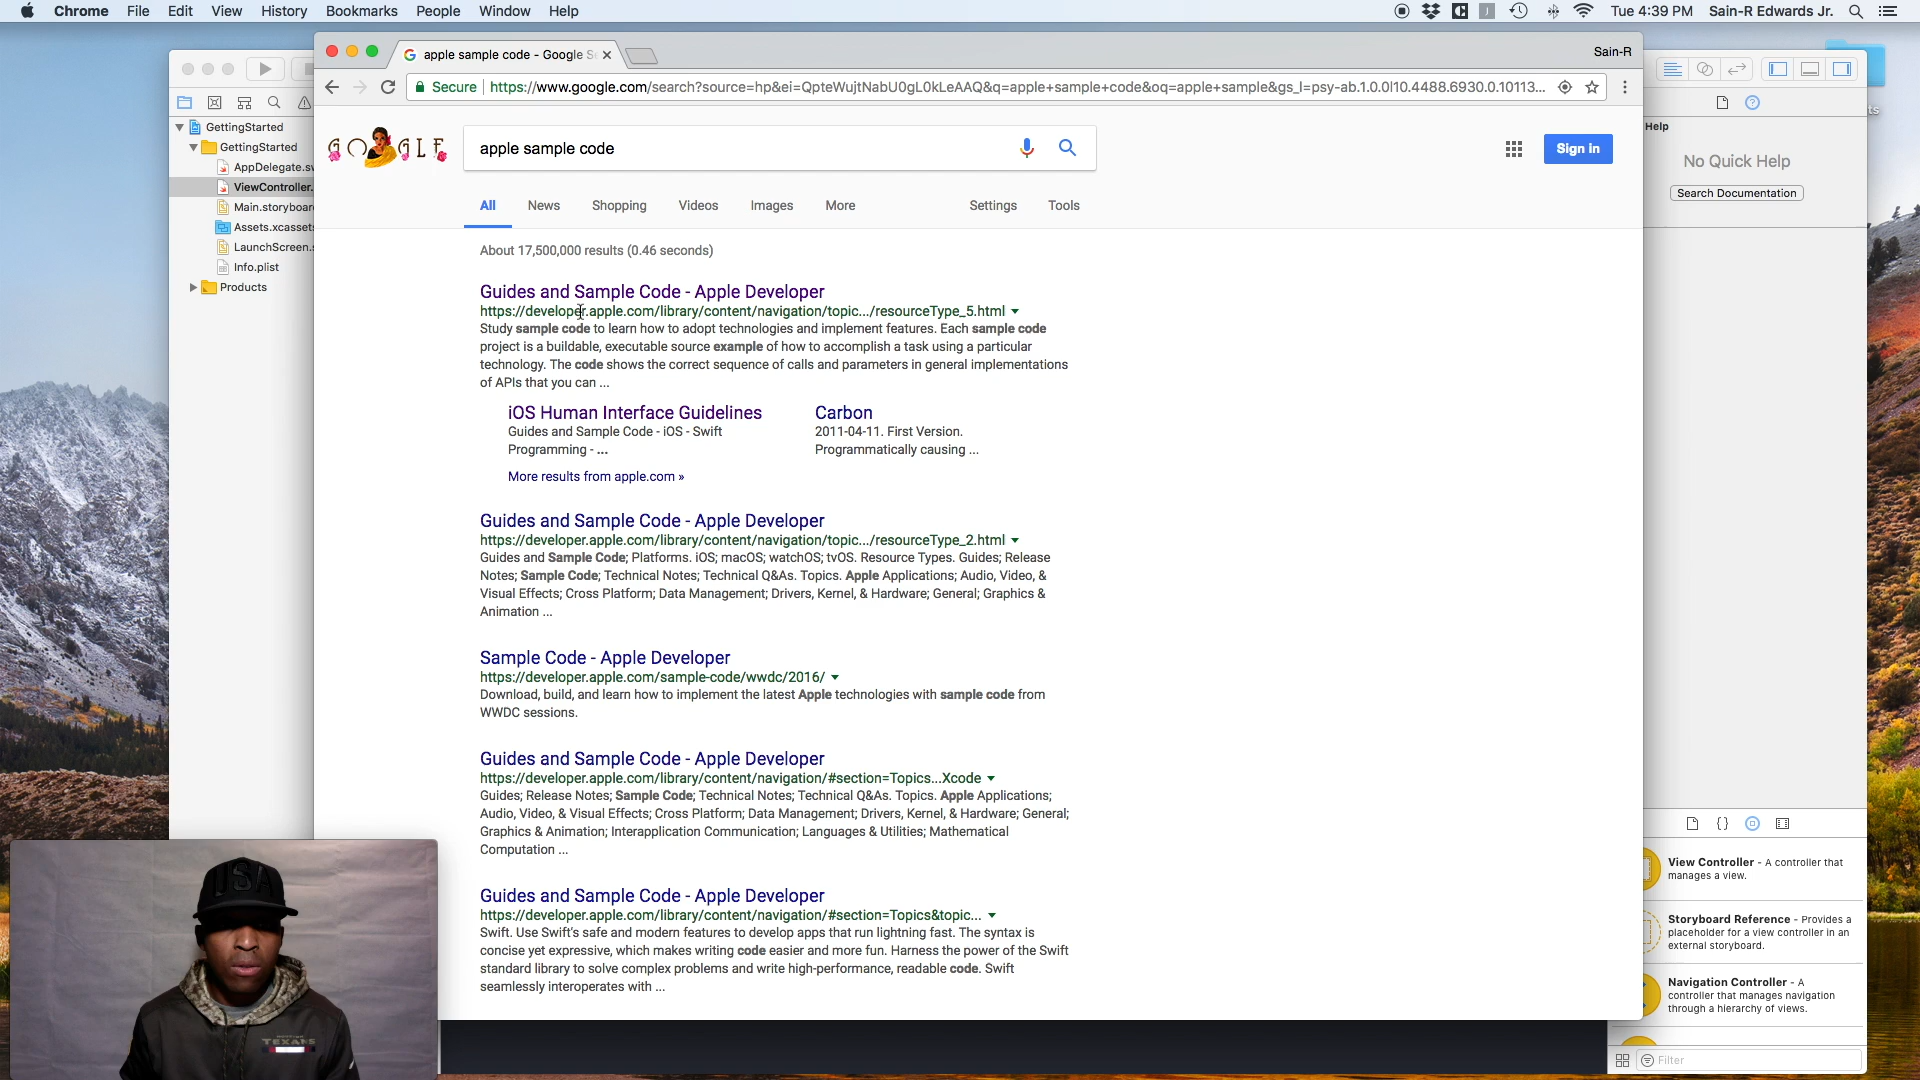 Chrome File Edit View History Bookmarks People Window Help
Tue 4:39 PM Sain-R Edwards Jr.
apple sample code - Google S
Sain-R
Secure https://www.google.com/search?source=hp&ei=QpteWujtNabU0gL0kLeAAQ&q=apple+sample+code&oq=apple+sample&gs_l=psy-ab.1.0.0l10.4488.6930.0.10113...
GettingStarted
GettingStarted
AppDelegate.sw
ViewController.
Main.storyboar
Assets.xcassets
LaunchScreen.s
Info.plist
Products
GOOGLE
apple sample code
Sign in
All News Shopping Videos Images More Settings Tools
About 17,500,000 results (0.46 seconds)
Guides and Sample Code - Apple Developer
https://developer.apple.com/library/content/navigation/topic.../resourceType_5.html
Study sample code to learn how to adopt technologies and implement features. Each sample code
project is a buildable, executable source example of how to accomplish a task using a particular
technology. The code shows the correct sequence of calls and parameters in general implementations
of APIs that you can ...
iOS Human Interface Guidelines
Guides and Sample Code - iOS - Swift
Programming - ...
Carbon
2011-04-11. First Version.
Programmatically causing ...
More results from apple.com »
Guides and Sample Code - Apple Developer
https://developer.apple.com/library/content/navigation/topic.../resourceType_2.html
Guides and Sample Code; Platforms. iOS; macOS; watchOS; tvOS. Resource Types. Guides; Release
Notes; Sample Code; Technical Notes; Technical Q&As. Topics. Apple Applications; Audio, Video, &
Visual Effects; Cross Platform; Data Management; Drivers, Kernel, & Hardware; General; Graphics &
Animation ...
Sample Code - Apple Developer
https://developer.apple.com/sample-code/wwdc/2016/
Download, build, and learn how to implement the latest Apple technologies with sample code from
WWDC sessions.
Guides and Sample Code - Apple Developer
https://developer.apple.com/library/content/navigation/#section=Topics...Xcode
Guides; Release Notes; Sample Code; Technical Notes; Technical Q&As. Topics. Apple Applications;
Audio, Video, & Visual Effects; Cross Platform; Data Management; Drivers, Kernel, & Hardware; General;
Graphics & Animation; Interapplication Communication; Languages & Utilities; Mathematical
Computation ...
Guides and Sample Code - Apple Developer
https://developer.apple.com/library/content/navigation/#section=Topics&topic...
Swift. Use Swift's safe and modern features to develop apps that run lightning fast. The syntax is
concise yet expressive, which makes writing code easier and more fun. Harness the power of the Swift
standard library to solve complex problems and write high-performance, readable code. Swift
seamlessly interoperates with ...
Help
No Quick Help
Search Documentation
View Controller - A controller that
manages a view.
Storyboard Reference - Provides a
placeholder for a view controller in an
external storyboard.
Navigation Controller - A
controller that manages navigation
through a hierarchy of views.
Filter
USA
TEXANS